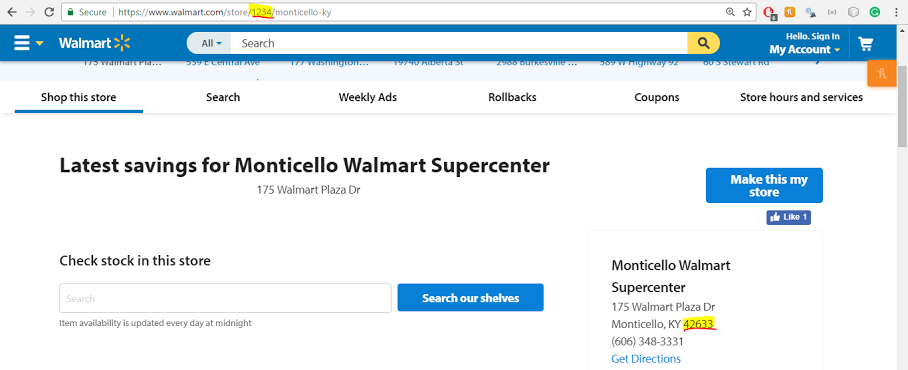 Secure https://www.walmart.com/store/1234/monticello-ky
Walmart All Search Hello. Sign In
My Account
175 Walmart Pla... 539 E Central Ave 177 Washington... 19740 Alberta St 2988 Burkesville ... 589 W Highway 92 60 S Stewart Rd
Shop this store Search Weekly Ads Rollbacks Coupons Store hours and services
Latest savings for Monticello Walmart Supercenter
175 Walmart Plaza Dr
Make this my
store
Like 1
Check stock in this store
Search
Search our shelves
Item availability is updated every day at midnight
Monticello Walmart
Supercenter
175 Walmart Plaza Dr
Monticello, KY 42633
(606) 348-3331
Get Directions